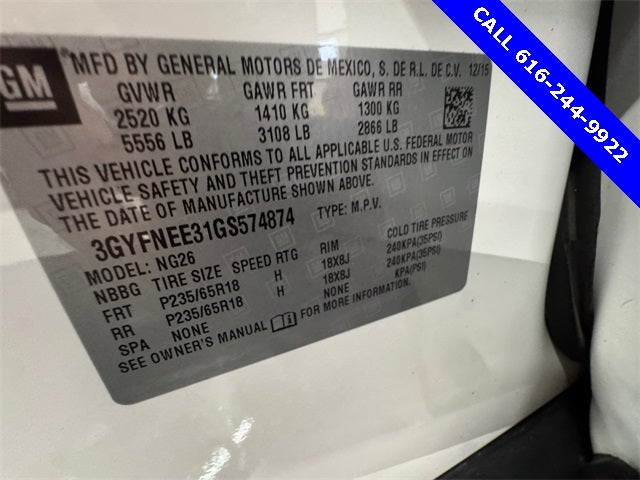 CALL 616-244-9922
GM
MFD BY GENERAL MOTORS DE MEXICO, S. DE R.L. DE C.V. 12/15
GVWR GAWR FRT GAWR RR
2520 KG 1410 KG 1300 KG
5556 LB 3108 LB 2866 LB
THIS VEHICLE CONFORMS TO ALL APPLICABLE U.S. FEDERAL MOTOR
VEHICLE SAFETY AND THEFT PREVENTION STANDARDS IN EFFECT ON
THE DATE OF MANUFACTURE SHOWN ABOVE.
3GYFNEE31GS574874 TYPE: M.P.V.
MODEL: NG26
NBBG TIRE SIZE SPEED RTG RIM COLD TIRE PRESSURE
FRT P235/65R18 H 18X8J 240KPA(35PSI)
RR P235/65R18 H 18X8J 240KPA(35PSI)
SPA NONE NONE KPA(PSI)
SEE OWNER'S MANUAL FOR MORE INFORMATION.